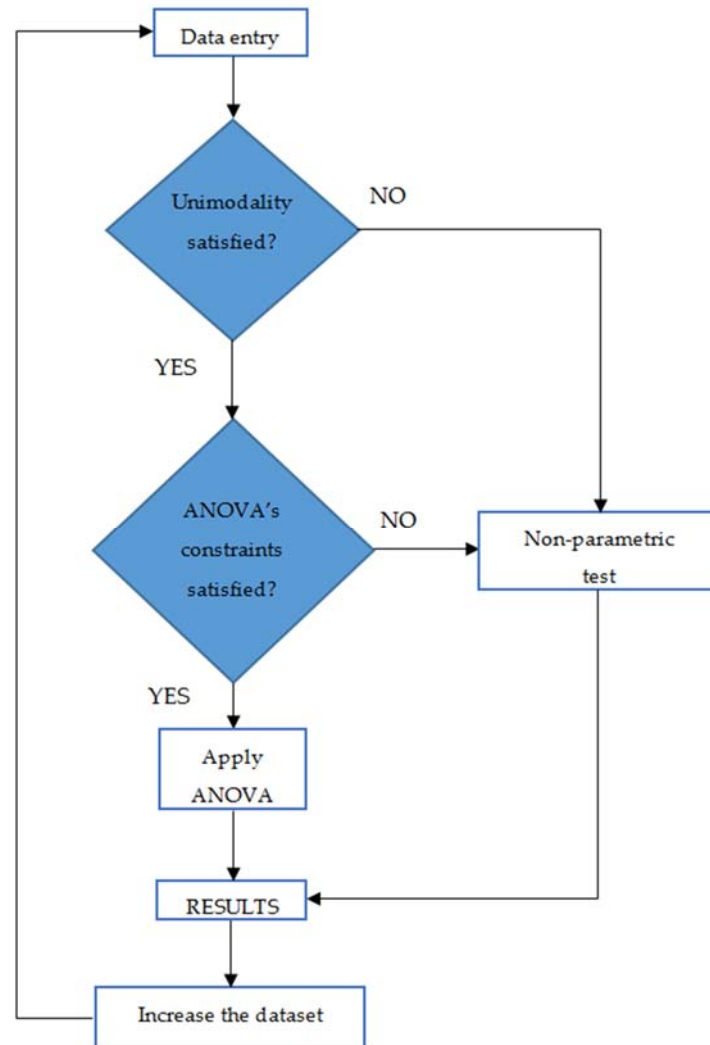 Data entry
Unimodality
satisfied?
NO
YES
ANOVA's
constraints
satisfied?
NO
Non-parametric
test
YES
Apply
ANOVA
RESULTS
Increase the dataset